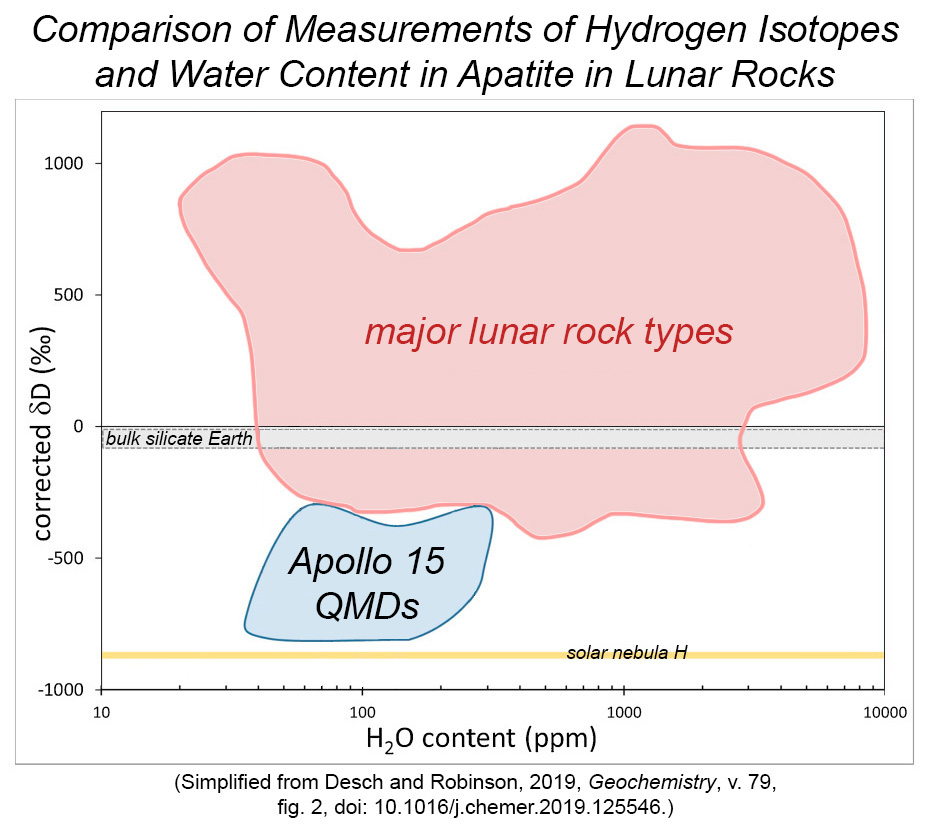 Comparison of Measurements of Hydrogen Isotopes
and Water Content in Apatite in Lunar Rocks
1000
500
0
-500
-1000
corrected δD (‰)
major lunar rock types
bulk silicate Earth
Apollo 15
QMDs
solar nebula H
10
100
1000
10000
H₂O content (ppm)
(Simplified from Desch and Robinson, 2019, Geochemistry, v. 79,
fig. 2, doi: 10.1016/j.chemer.2019.125546.)